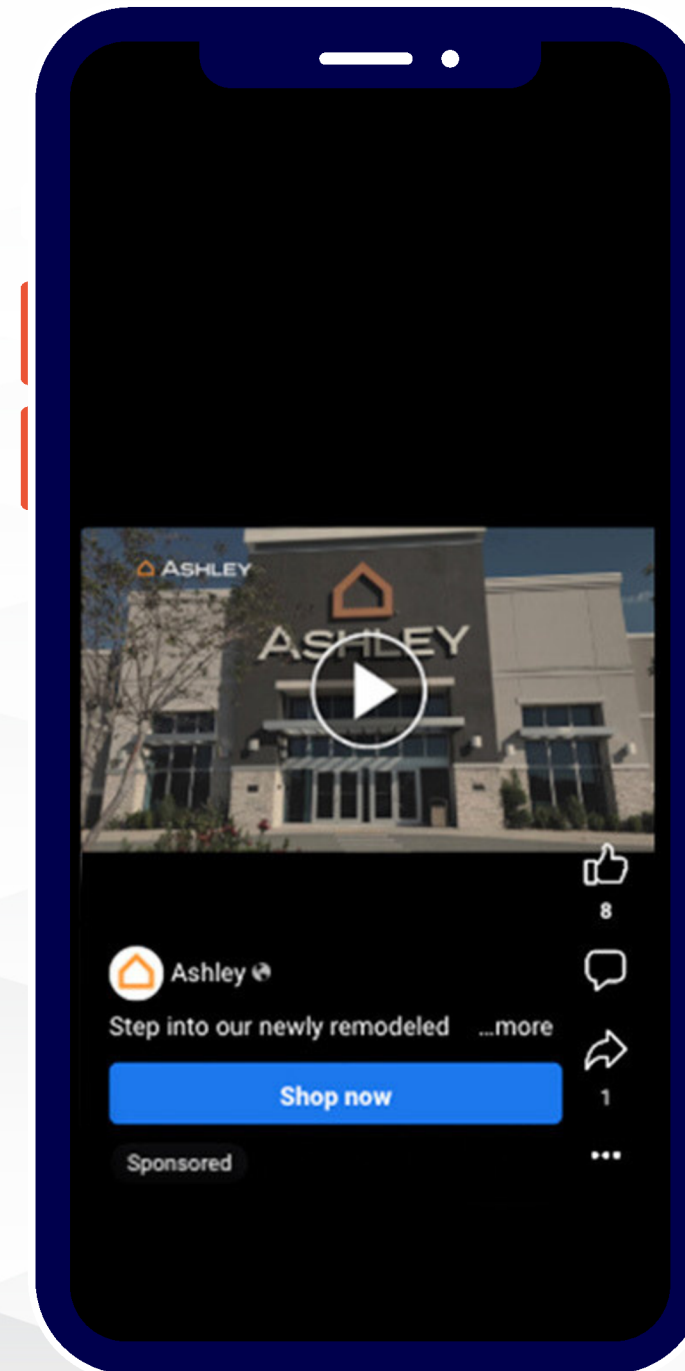 ASHLEY
ASHLEY
8
Ashley
Step into our newly remodeled ...more
Shop now
1
Sponsored